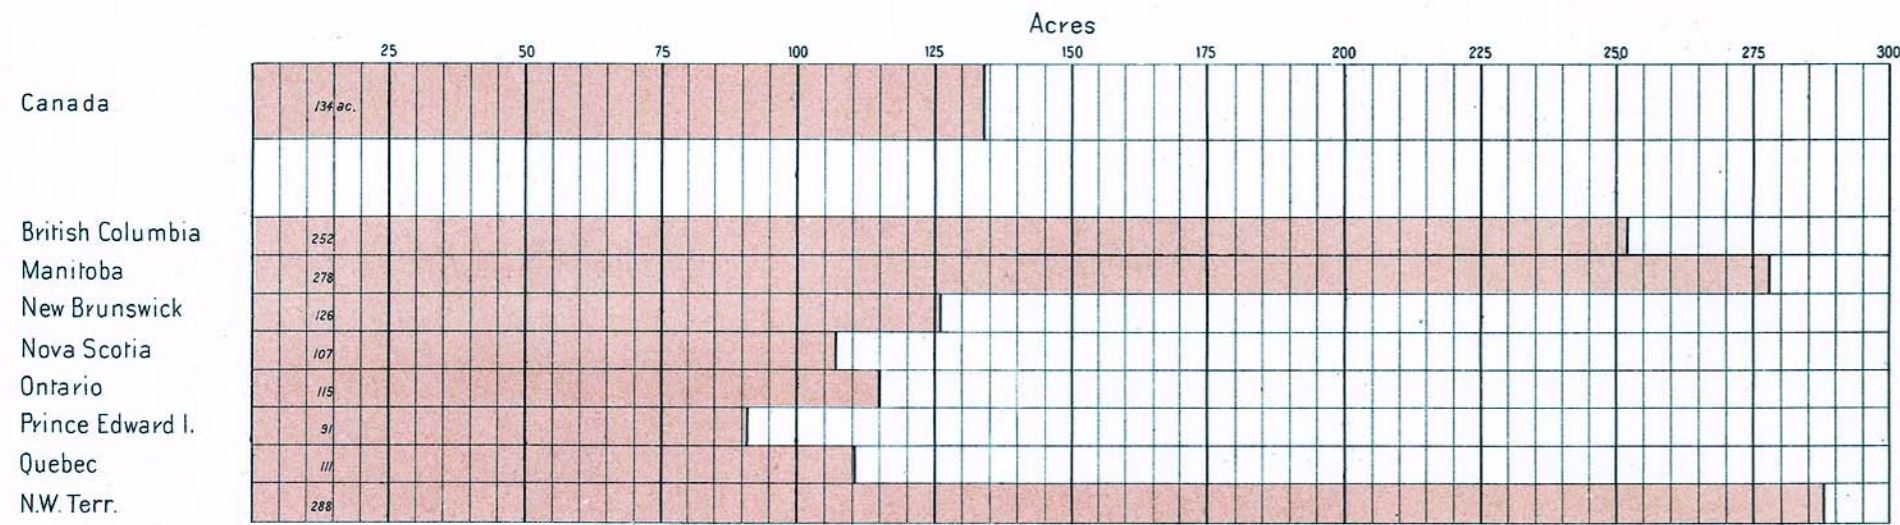 Acres
25 50 75 100 125 150 175 200 225 250 275 300
Canada 134 ac.
British Columbia 252
Manitoba 278
New Brunswick 126
Nova Scotia 107
Ontario 115
Prince Edward I. 91
Quebec 111
N.W. Terr. 288